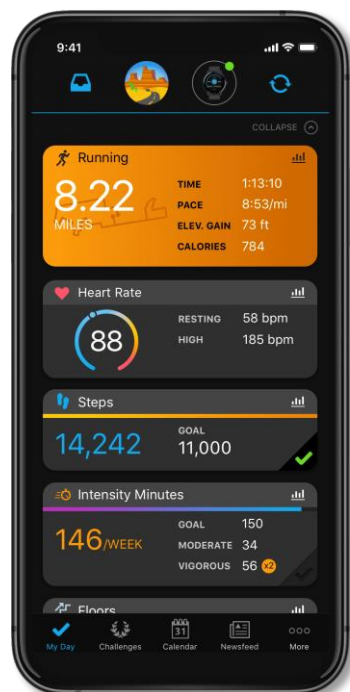 9:41
COLLAPSE
Running
8.22
MILES
TIME 1:13:10
PACE 8:53/mi
ELEV. GAIN 73 ft
CALORIES 784
Heart Rate
88
RESTING 58 bpm
HIGH 185 bpm
Steps
14,242
GOAL
11,000
Intensity Minutes
146/WEEK
GOAL 150
MODERATE 34
VIGOROUS 56 x2
Floors
31
My Day Challenges Calendar Newsfeed More